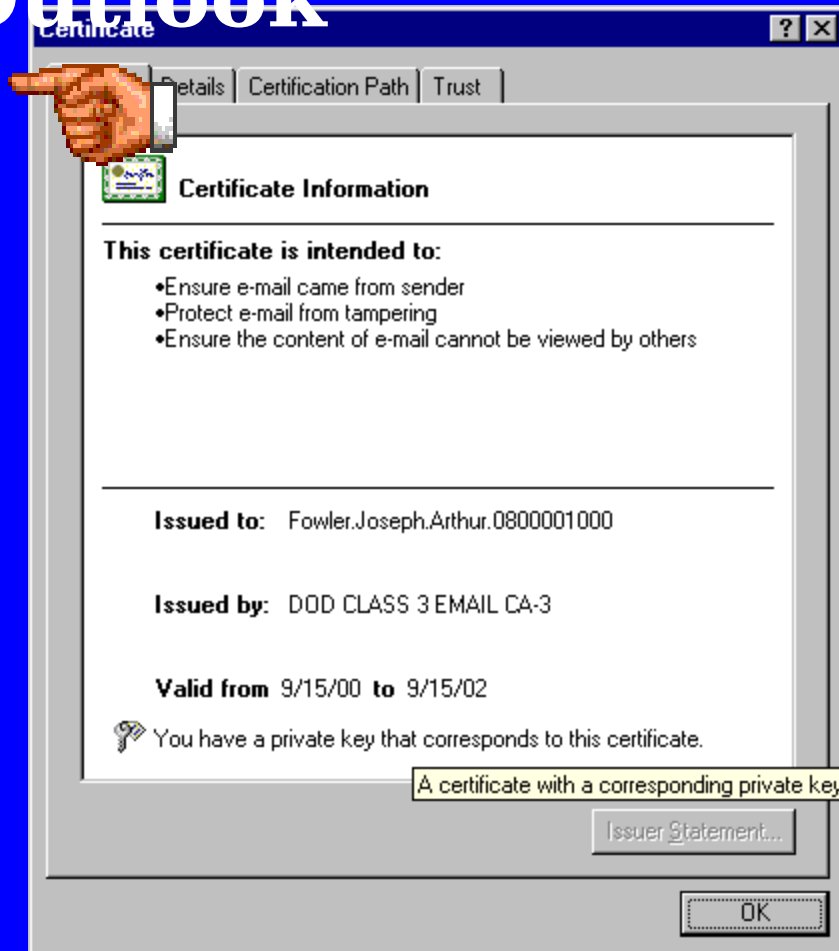 Outlook
Certificate
Details Certification Path Trust
Certificate Information
This certificate is intended to:
•Ensure e-mail came from sender
•Protect e-mail from tampering
•Ensure the content of e-mail cannot be viewed by others
Issued to: Fowler.Joseph.Arthur.0800001000
Issued by: DOD CLASS 3 EMAIL CA-3
Valid from 9/15/00 to 9/15/02
You have a private key that corresponds to this certificate.
A certificate with a corresponding private key
Issuer Statement...
OK